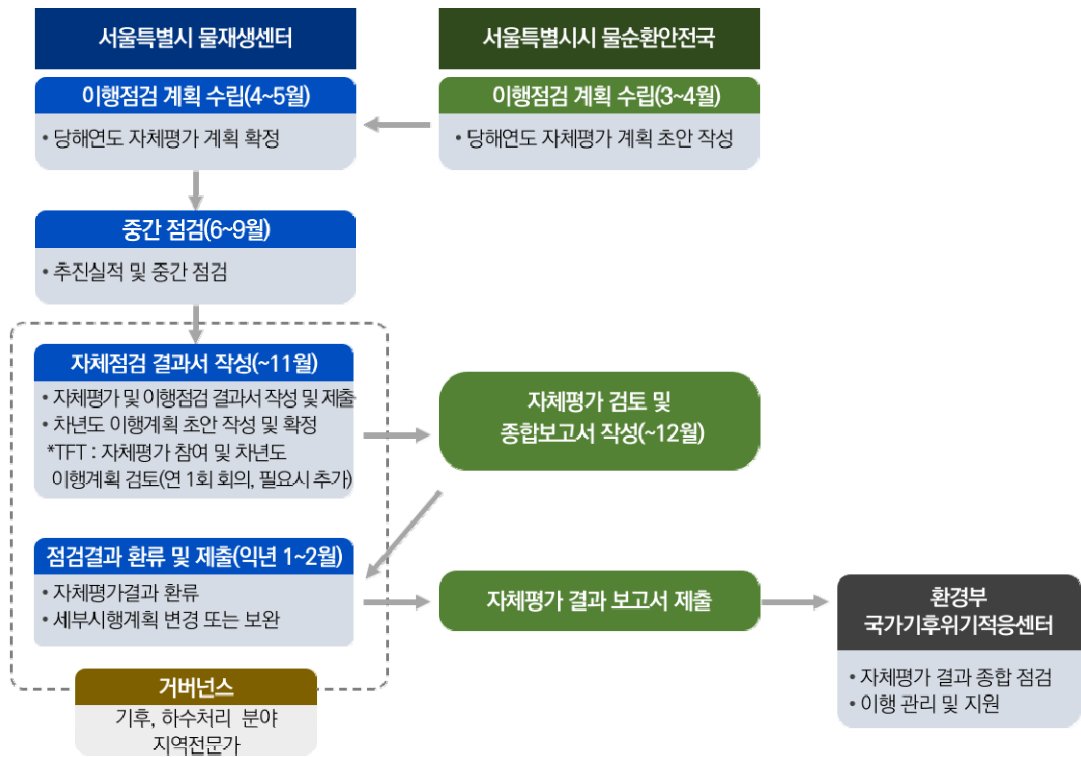 서울특별시 물재생센터
서울특별시시 물순환안전국
이행점검 계획 수립(4~5월)
• 당해연도 자체평가 계획 확정
이행점검 계획 수립(3~4월)
• 당해연도 자체평가 계획 초안 작성
중간 점검(6~9월)
• 추진실적 및 중간 점검
자체점검 결과서 작성(~11월)
• 자체평가 및 이행점검 결과서 작성 및 제출
• 차년도 이행계획 초안 작성 및 확정
*TFT : 자체평가 참여 및 차년도
이행계획 검토(연 1회 회의, 필요시 추가)
자체평가 검토 및
종합보고서 작성(~12월)
점검결과 환류 및 제출(익년 1~2월)
• 자체평가결과 환류
• 세부시행계획 변경 또는 보완
자체평가 결과 보고서 제출
환경부
국가기후위기적응센터
• 자체평가 결과 종합 점검
• 이행 관리 및 지원
거버넌스
기후, 하수처리 분야
지역전문가